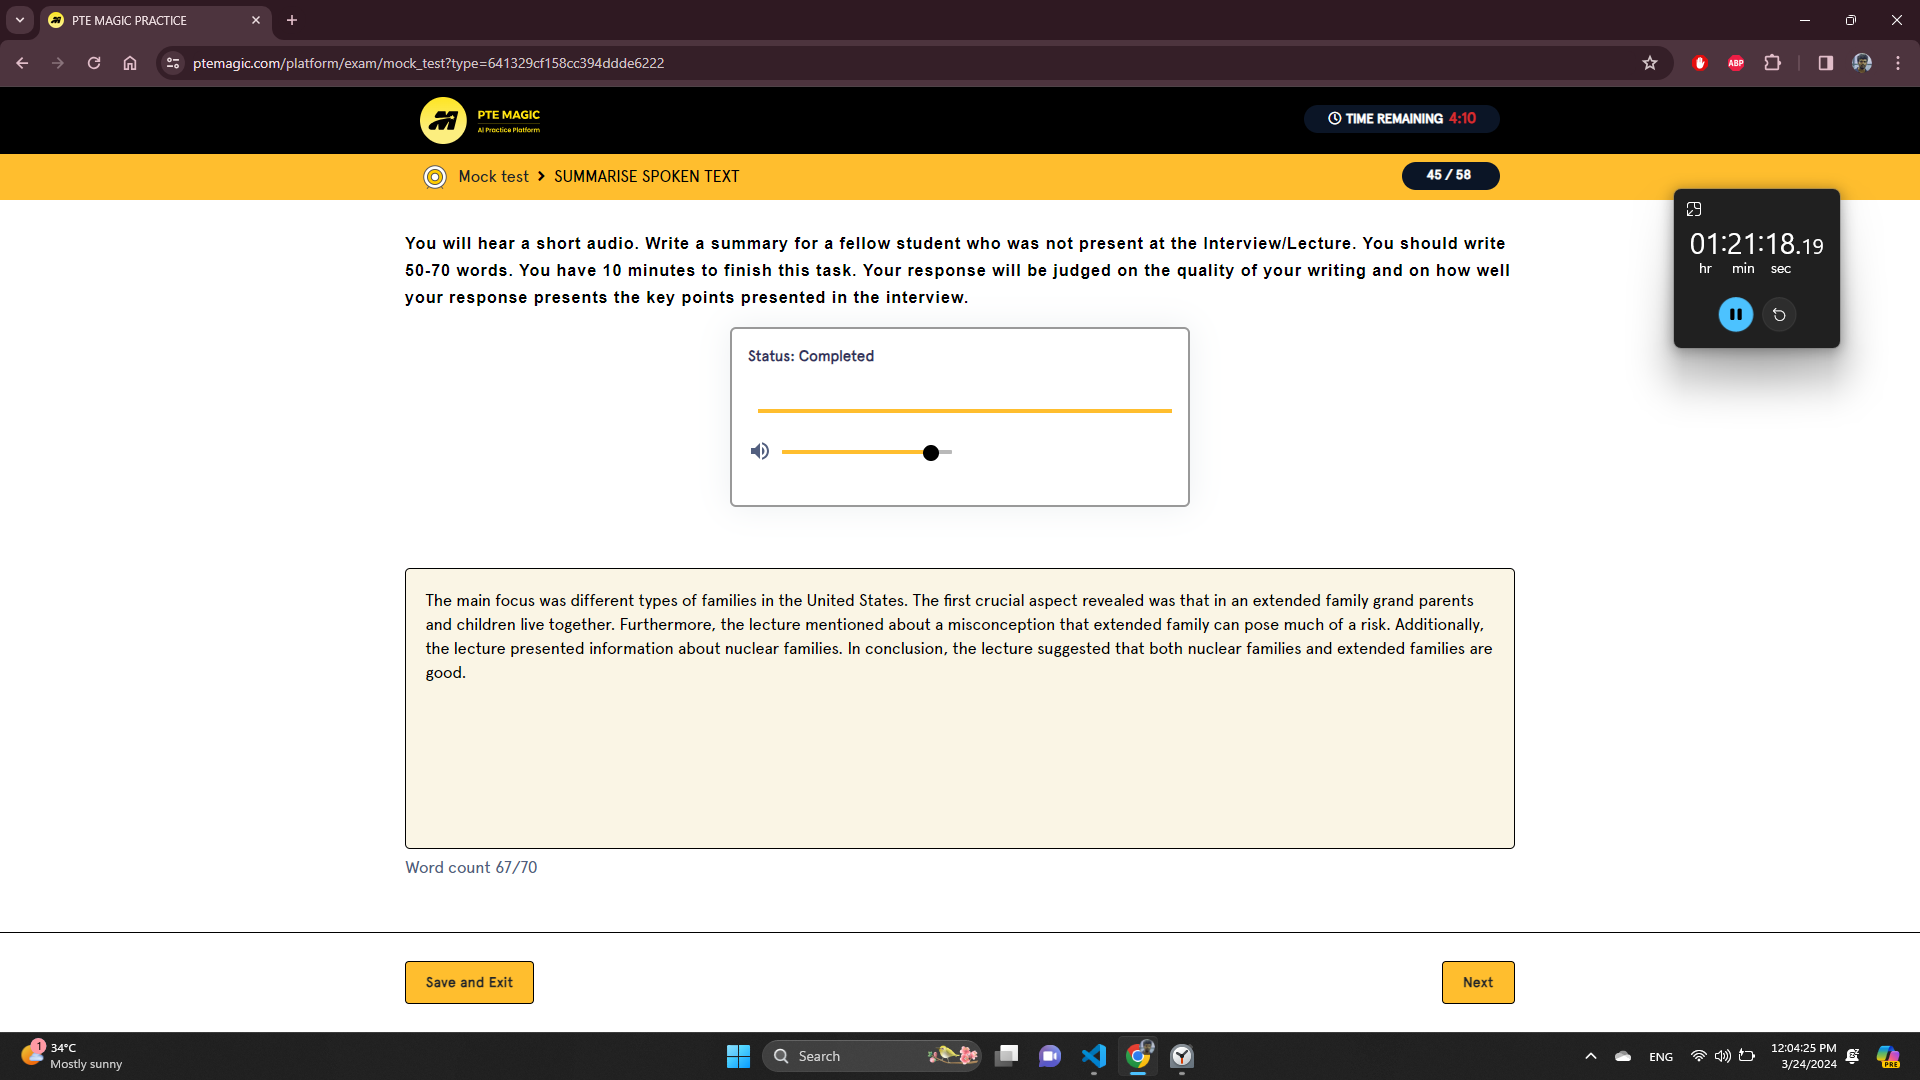 PTE MAGIC PRACTICE
ptemagic.com/platform/exam/mock_test?type=641329cf158cc394ddde6222
ABP
PTE MAGIC
AI Practice Platform
TIME REMAINING 4:10
Mock test > SUMMARISE SPOKEN TEXT
45 / 58
01:21:18.19
hr min sec
You will hear a short audio. Write a summary for a fellow student who was not present at the Interview/Lecture. You should write
50-70 words. You have 10 minutes to finish this task. Your response will be judged on the quality of your writing and on how well
your response presents the key points presented in the interview.
Status: Completed
The main focus was different types of families in the United States. The first crucial aspect revealed was that in an extended family grand parents
and children live together. Furthermore, the lecture mentioned about a misconception that extended family can pose much of a risk. Additionally,
the lecture presented information about nuclear families. In conclusion, the lecture suggested that both nuclear families and extended families are
good.
Word count 67/70
Save and Exit
Next
1
34°C
Mostly sunny
Search
ENG
12:04:25 PM
3/24/2024
PRE